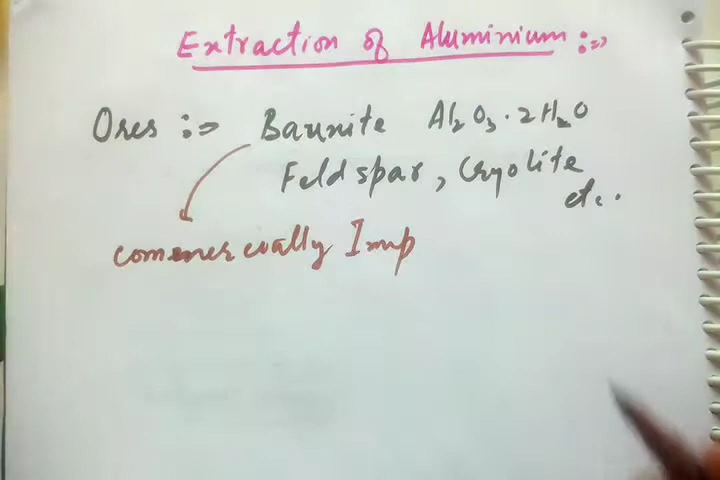 Extraction of Aluminium :->
Ores :-> Bauxite Al₂O₃·2H₂O
Feldspar, Cryolite
etc.
commercially Imp